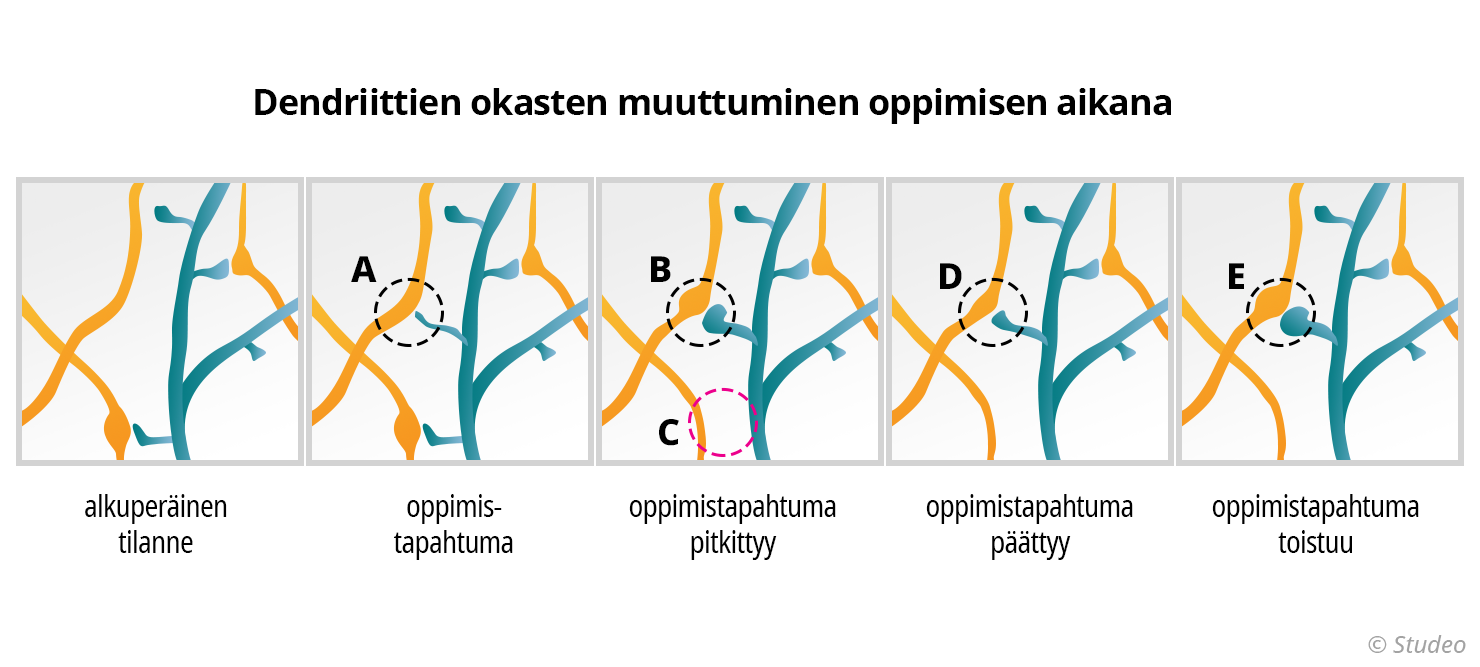 Dendriittien okasten muuttuminen oppimisen aikana
A
B
C
D
E
alkuperäinen
tilanne
oppimis-
tapahtuma
oppimistapahtuma
pitkittyy
oppimistapahtuma
päättyy
oppimistapahtuma
toistuu
© Studeo